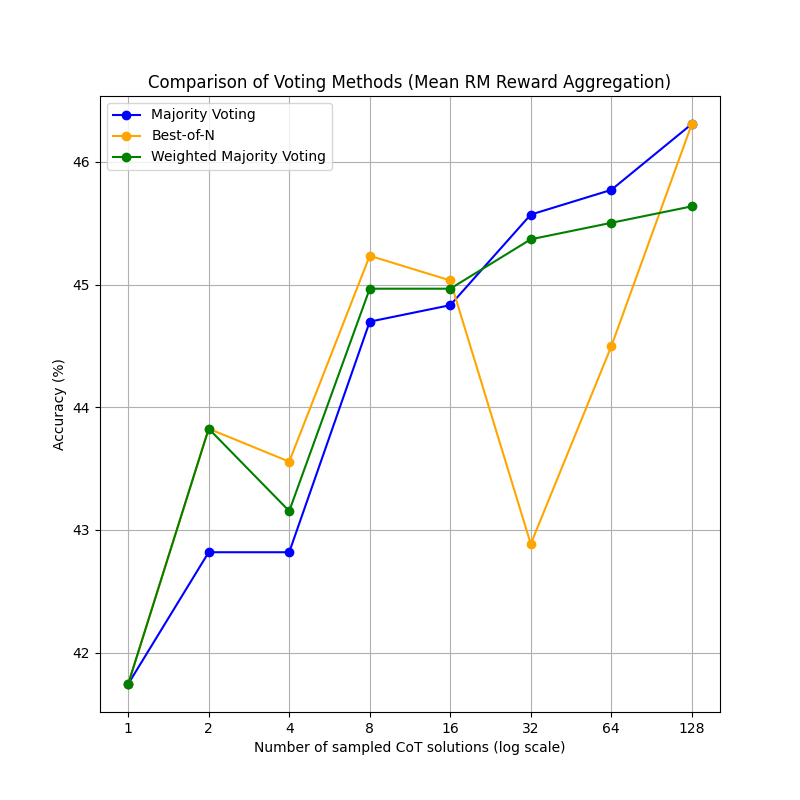 Comparison of Voting Methods (Mean RM Reward Aggregation)
Majority Voting
Best-of-N
Weighted Majority Voting
46
45
44
43
42
Accuracy (%)
1 2 4 8 16 32 64 128
Number of sampled CoT solutions (log scale)